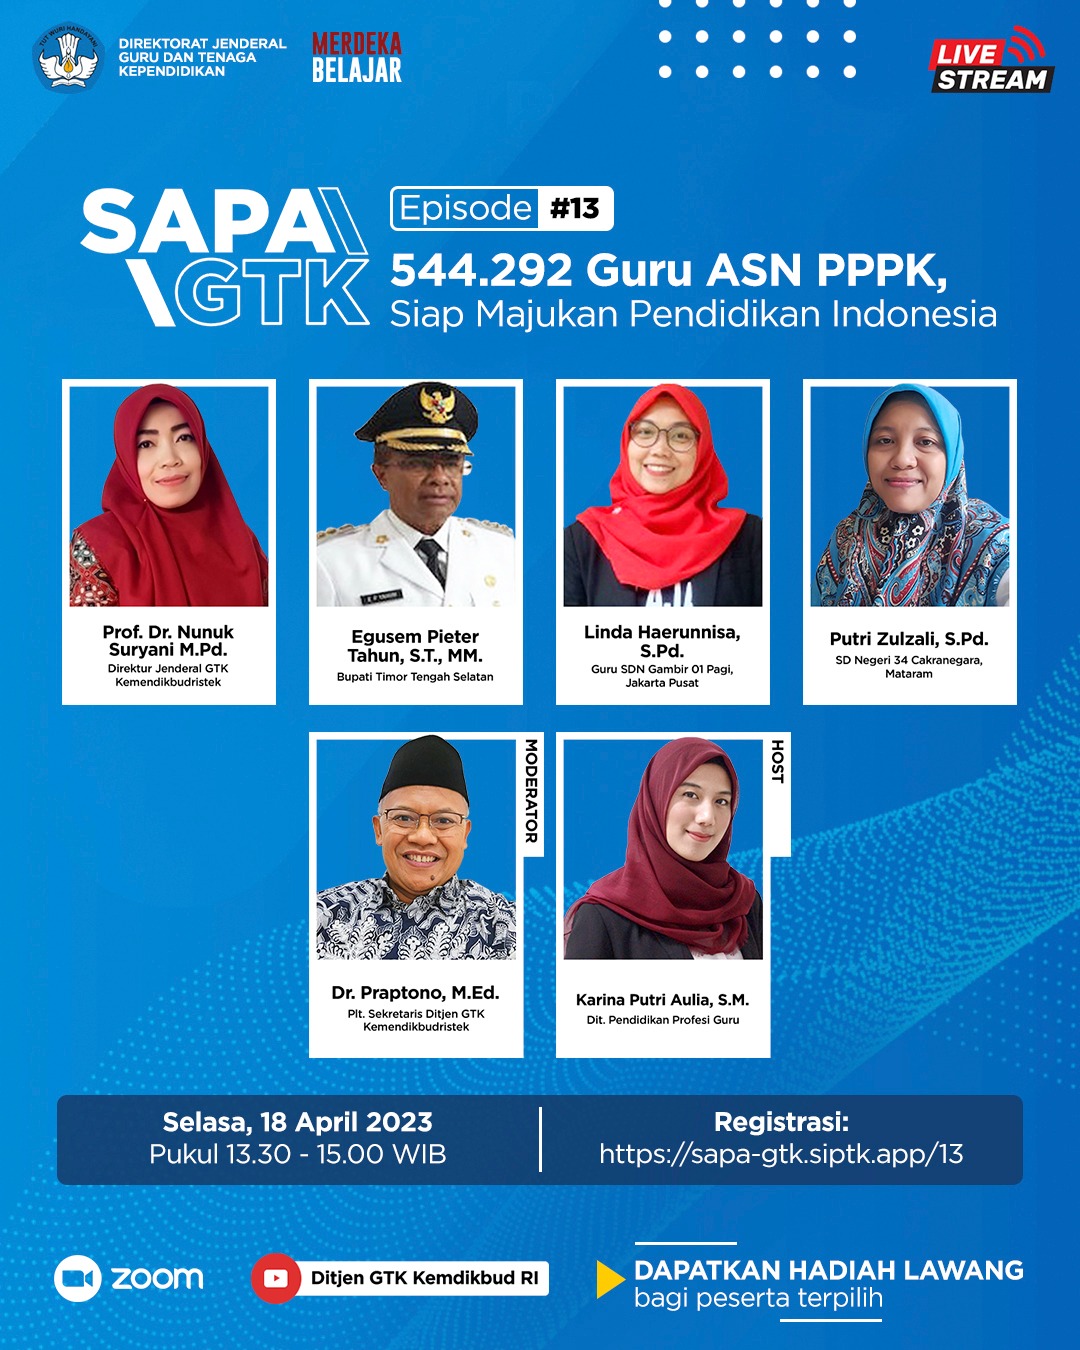 DIREKTORAT JENDERAL
GURU DAN TENAGA
KEPENDIDIKAN
MERDEKA
BELAJAR
LIVE
STREAM
SAPA
GTK
Episode #13
544.292 Guru ASN PPPK,
Siap Majukan Pendidikan Indonesia
Prof. Dr. Nunuk
Suryani M.Pd.
Direktur Jenderal GTK
Kemendikbudristek
Egusem Pieter
Tahun, S.T., MM.
Bupati Timor Tengah Selatan
Linda Haerunnisa,
S.Pd.
Guru SDN Gambir 01 Pagi,
Jakarta Pusat
Putri Zulzali, S.Pd.
SD Negeri 34 Cakranegara,
Mataram
MODERATOR
Dr. Praptono, M.Ed.
Plt. Sekretaris Ditjen GTK
Kemendikbudristek
HOST
Karina Putri Aulia, S.M.
Dit. Pendidikan Profesi Guru
Selasa, 18 April 2023
Pukul 13.30 - 15.00 WIB
Registrasi:
https://sapa-gtk.siptk.app/13
zoom
Ditjen GTK Kemdikbud RI
DAPATKAN HADIAH LAWANG
bagi peserta terpilih